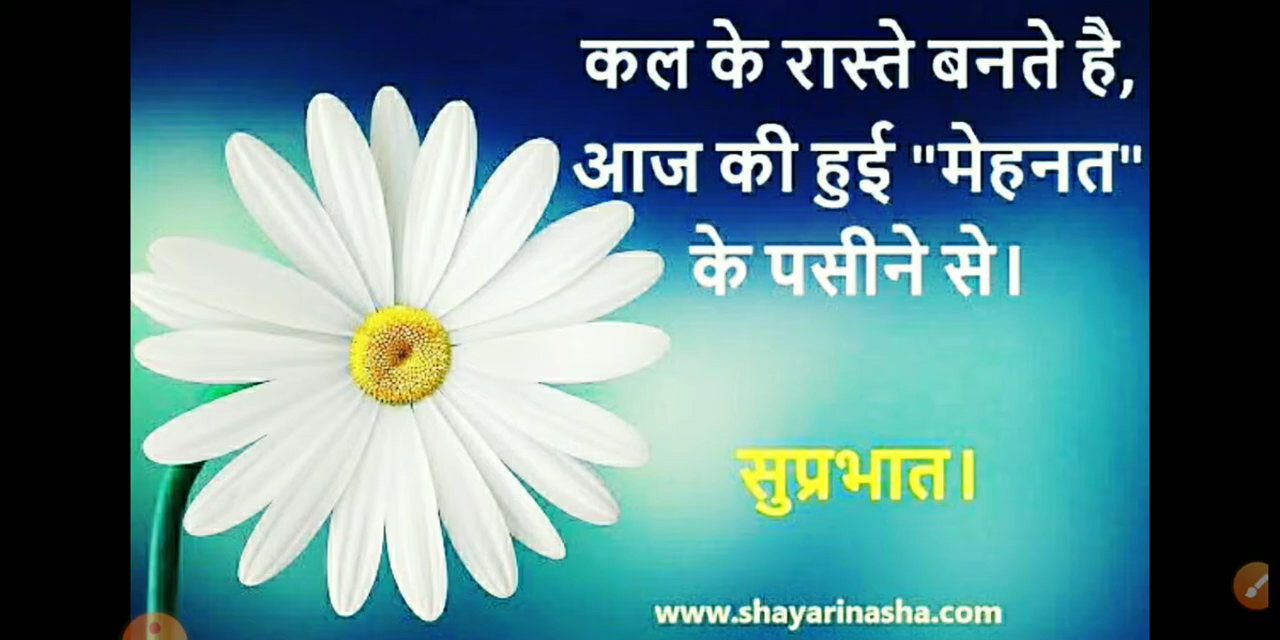 कल के रास्ते बनते है,
आज की हुई "मेहनत"
के पसीने से।
सुप्रभात।
www.shayarinasha.com